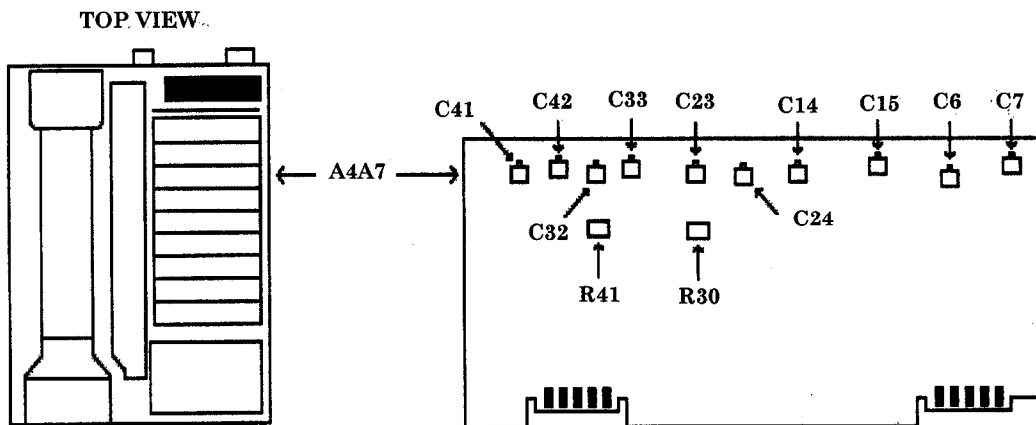 TOP VIEW
C41 C42 C33 C23 C14 C15 C6 C7
A4A7
C32 C24
R41 R30